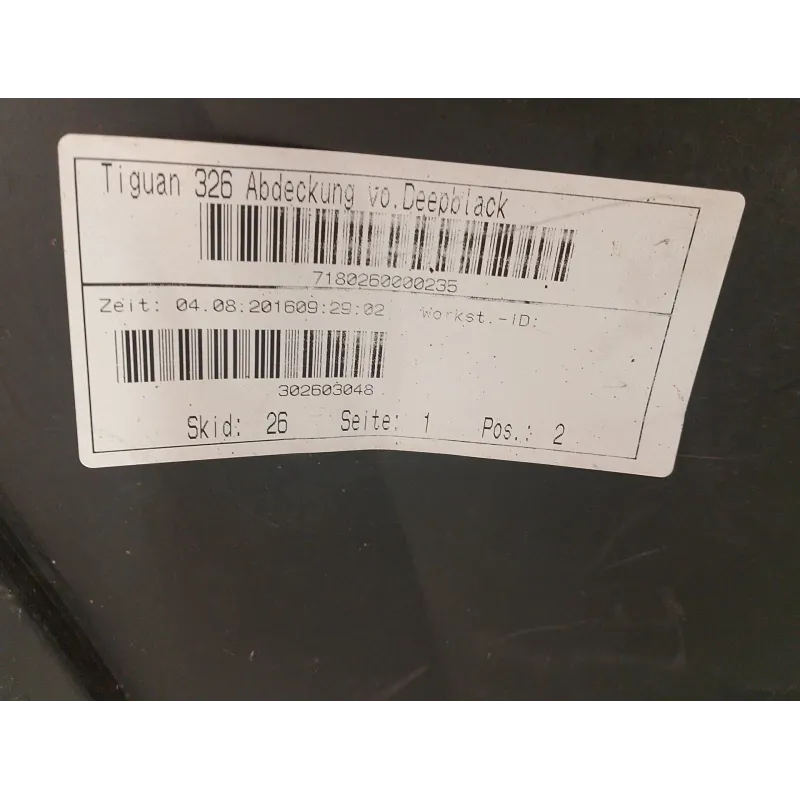 Tiguan 326 Abdeckung vo.Deepblack
7180260000235
Zeit: 04.08.201609:29:02 Workst.-ID:
302603048
Skid: 26 Seite: 1 Pos.: 2